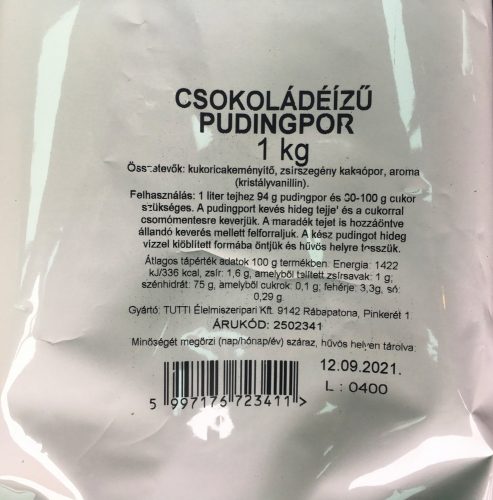 CSOKOLÁDÉÍZŰ
PUDINGPOR
1 kg
Összetevők: kukoricakeményítő, zsírszegény kakaópor, aroma
(kristályvanillin).
Felhasználás: 1 liter tejhez 94 g pudingpor és 80-100 g cukor
szükséges. A pudingport kevés hideg tejje' és a cukorral
csomómentesre keverjük. A maradék tejet is hozzáöntve
állandó keverés mellett felforraljuk. A kész pudingot hideg
vízzel kiöblített formába öntjük és hűvös helyre tesszük.
Átlagos tápérték adatok 100 g termékben. Energia: 1422
kJ/336 kcal, zsír: 1,6 g, amelyből telített zsírsavak: 1 g;
szénhidrát: 75 g, amelyből cukrok: 0,1 g, fehérje: 3,3g, só:
0,29 g.
Gyártó: TUTTI Élelmiszeripari Kft. 9142 Rábapatona, Pinkerét 1
ÁRUKÓD: 2502341
Minőségét megőrzi (nap/hónap/év) száraz, hűvös helyen tárolva:
12.09.2021.
L : 0400
5 997176 723411 >